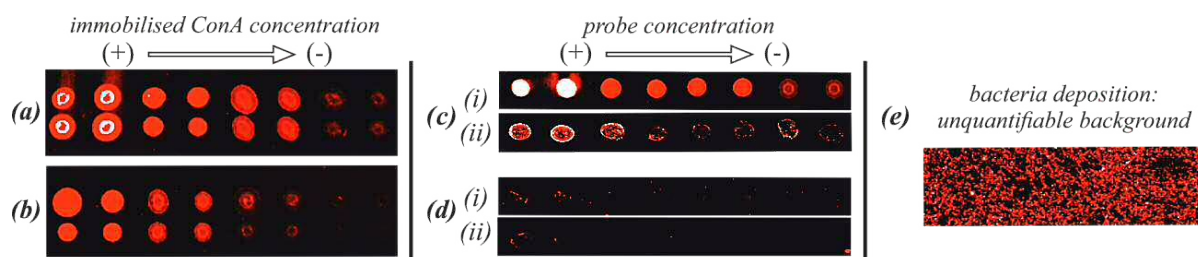 immobilised ConA concentration
(+) (-)
(a)
(b)
probe concentration
(+) (-)
(c) (i)
(ii)
(d) (i)
(ii)
(e) bacteria deposition:
unquantifiable background